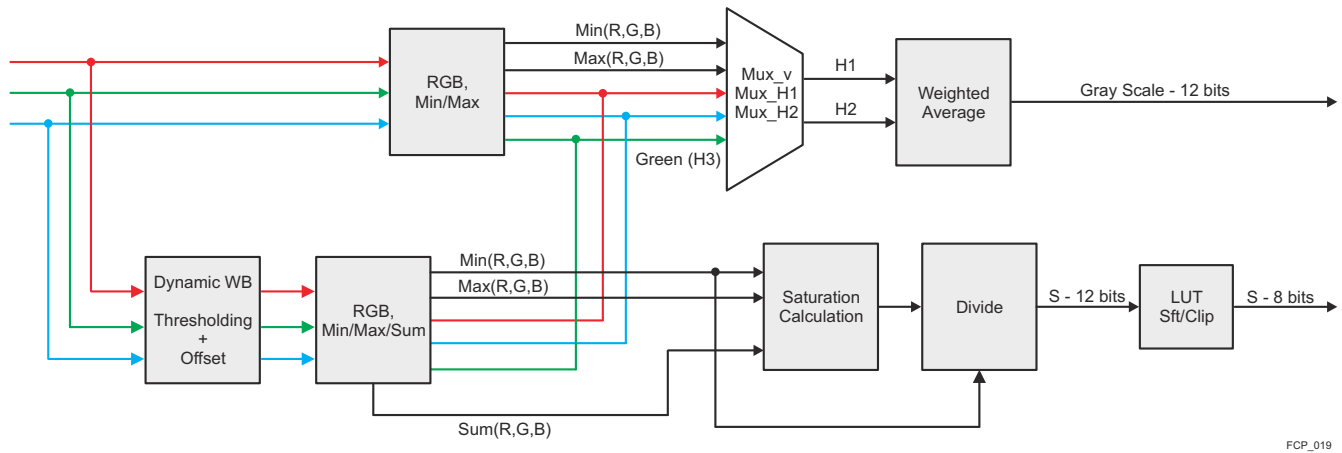 Min(R,G,B)
Max(R,G,B)
RGB,
Min/Max
Mux_v
Mux_H1
Mux_H2
H1
H2
Weighted
Average
Gray Scale - 12 bits
Green (H3)
Dynamic WB
Thresholding
+
Offset
RGB,
Min/Max/Sum
Min(R,G,B)
Max(R,G,B)
Sum(R,G,B)
Saturation
Calculation
Divide
S - 12 bits
LUT
Sft/Clip
S - 8 bits
FCP_019